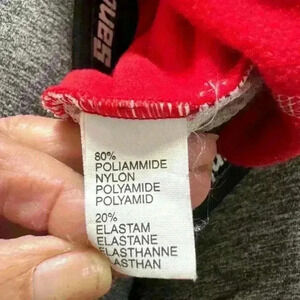 80%
POLIAMMIDE
NYLON
POLYAMIDE
POLYAMID
20%
ELASTAM
ELASTANE
ELASTHANNE
ELASTHAN